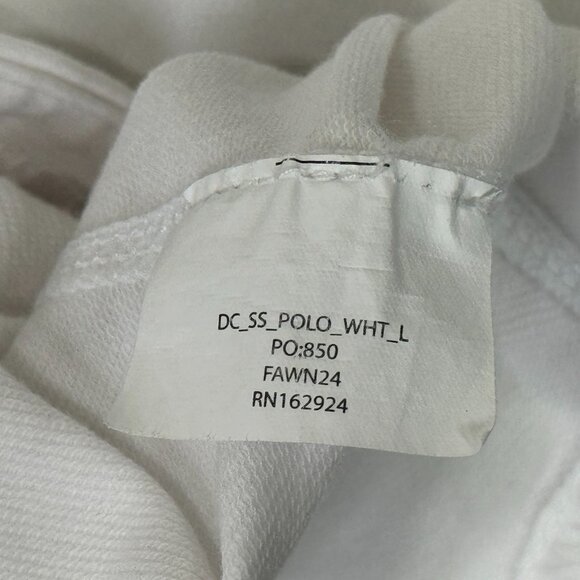 DC_SS_POLO_WHT_L
PO:850
FAWN24
RN162924